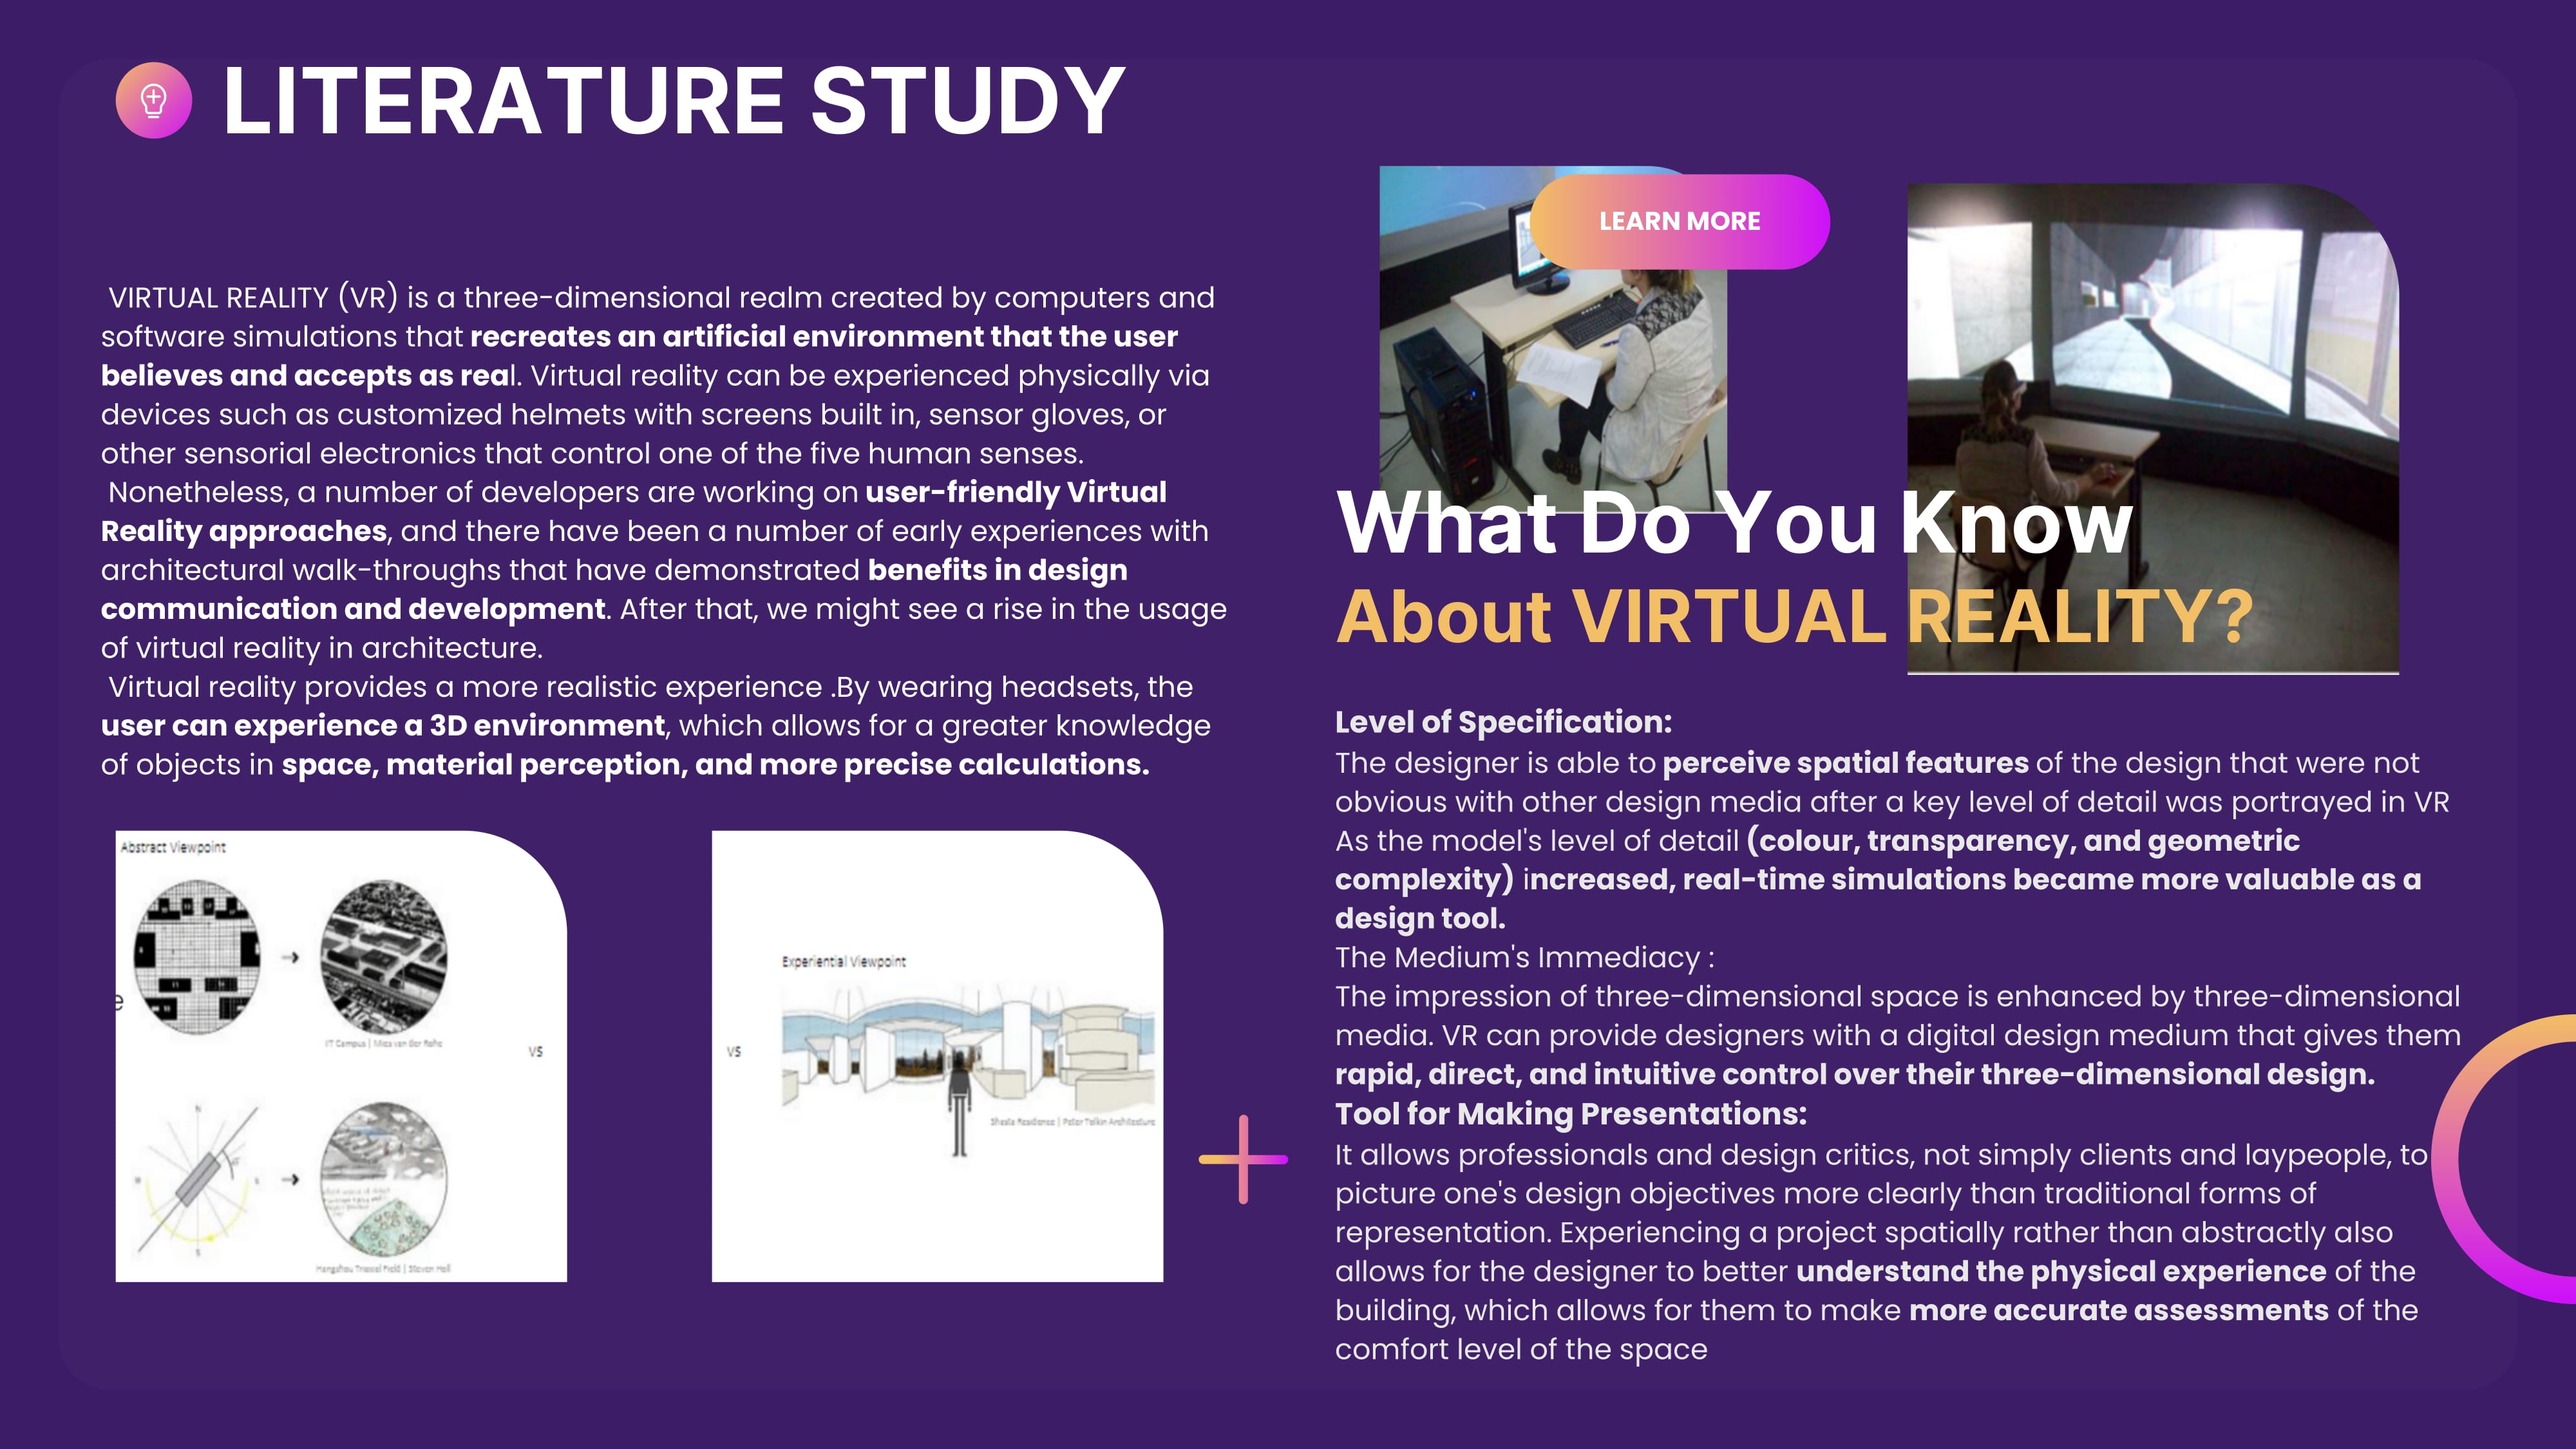 LITERATURE STUDY
VIRTUAL REALITY (VR) is a three-dimensional realm created by computers and
software simulations that recreates an artificial environment that the user
believes and accepts as real. Virtual reality can be experienced physically via
devices such as customized helmets with screens built in, sensor gloves, or
other sensorial electronics that control one of the five human senses.
Nonetheless, a number of developers are working on user-friendly Virtual
Reality approaches, and there have been a number of early experiences with
architectural walk-throughs that have demonstrated benefits in design
communication and development. After that, we might see a rise in the usage
of virtual reality in architecture.
Virtual reality provides a more realistic experience .By wearing headsets, the
user can experience a 3D environment, which allows for a greater knowledge
of objects in space, material perception, and more precise calculations.
Abstract Viewpoint
e
IIT Campus | Mies van der Rohe
VS
N
S
Hangzhou Triaxial Field | Steven Holl
VS
Experiential Viewpoint
Shasta Residence | Peter Tolkin Architecture
LEARN MORE
What Do You Know
About VIRTUAL REALITY?
Level of Specification:
The designer is able to perceive spatial features of the design that were not
obvious with other design media after a key level of detail was portrayed in VR
As the model's level of detail (colour, transparency, and geometric
complexity) increased, real-time simulations became more valuable as a
design tool.
The Medium's Immediacy :
The impression of three-dimensional space is enhanced by three-dimensional
media. VR can provide designers with a digital design medium that gives them
rapid, direct, and intuitive control over their three-dimensional design.
Tool for Making Presentations:
It allows professionals and design critics, not simply clients and laypeople, to
picture one's design objectives more clearly than traditional forms of
representation. Experiencing a project spatially rather than abstractly also
allows for the designer to better understand the physical experience of the
building, which allows for them to make more accurate assessments of the
comfort level of the space